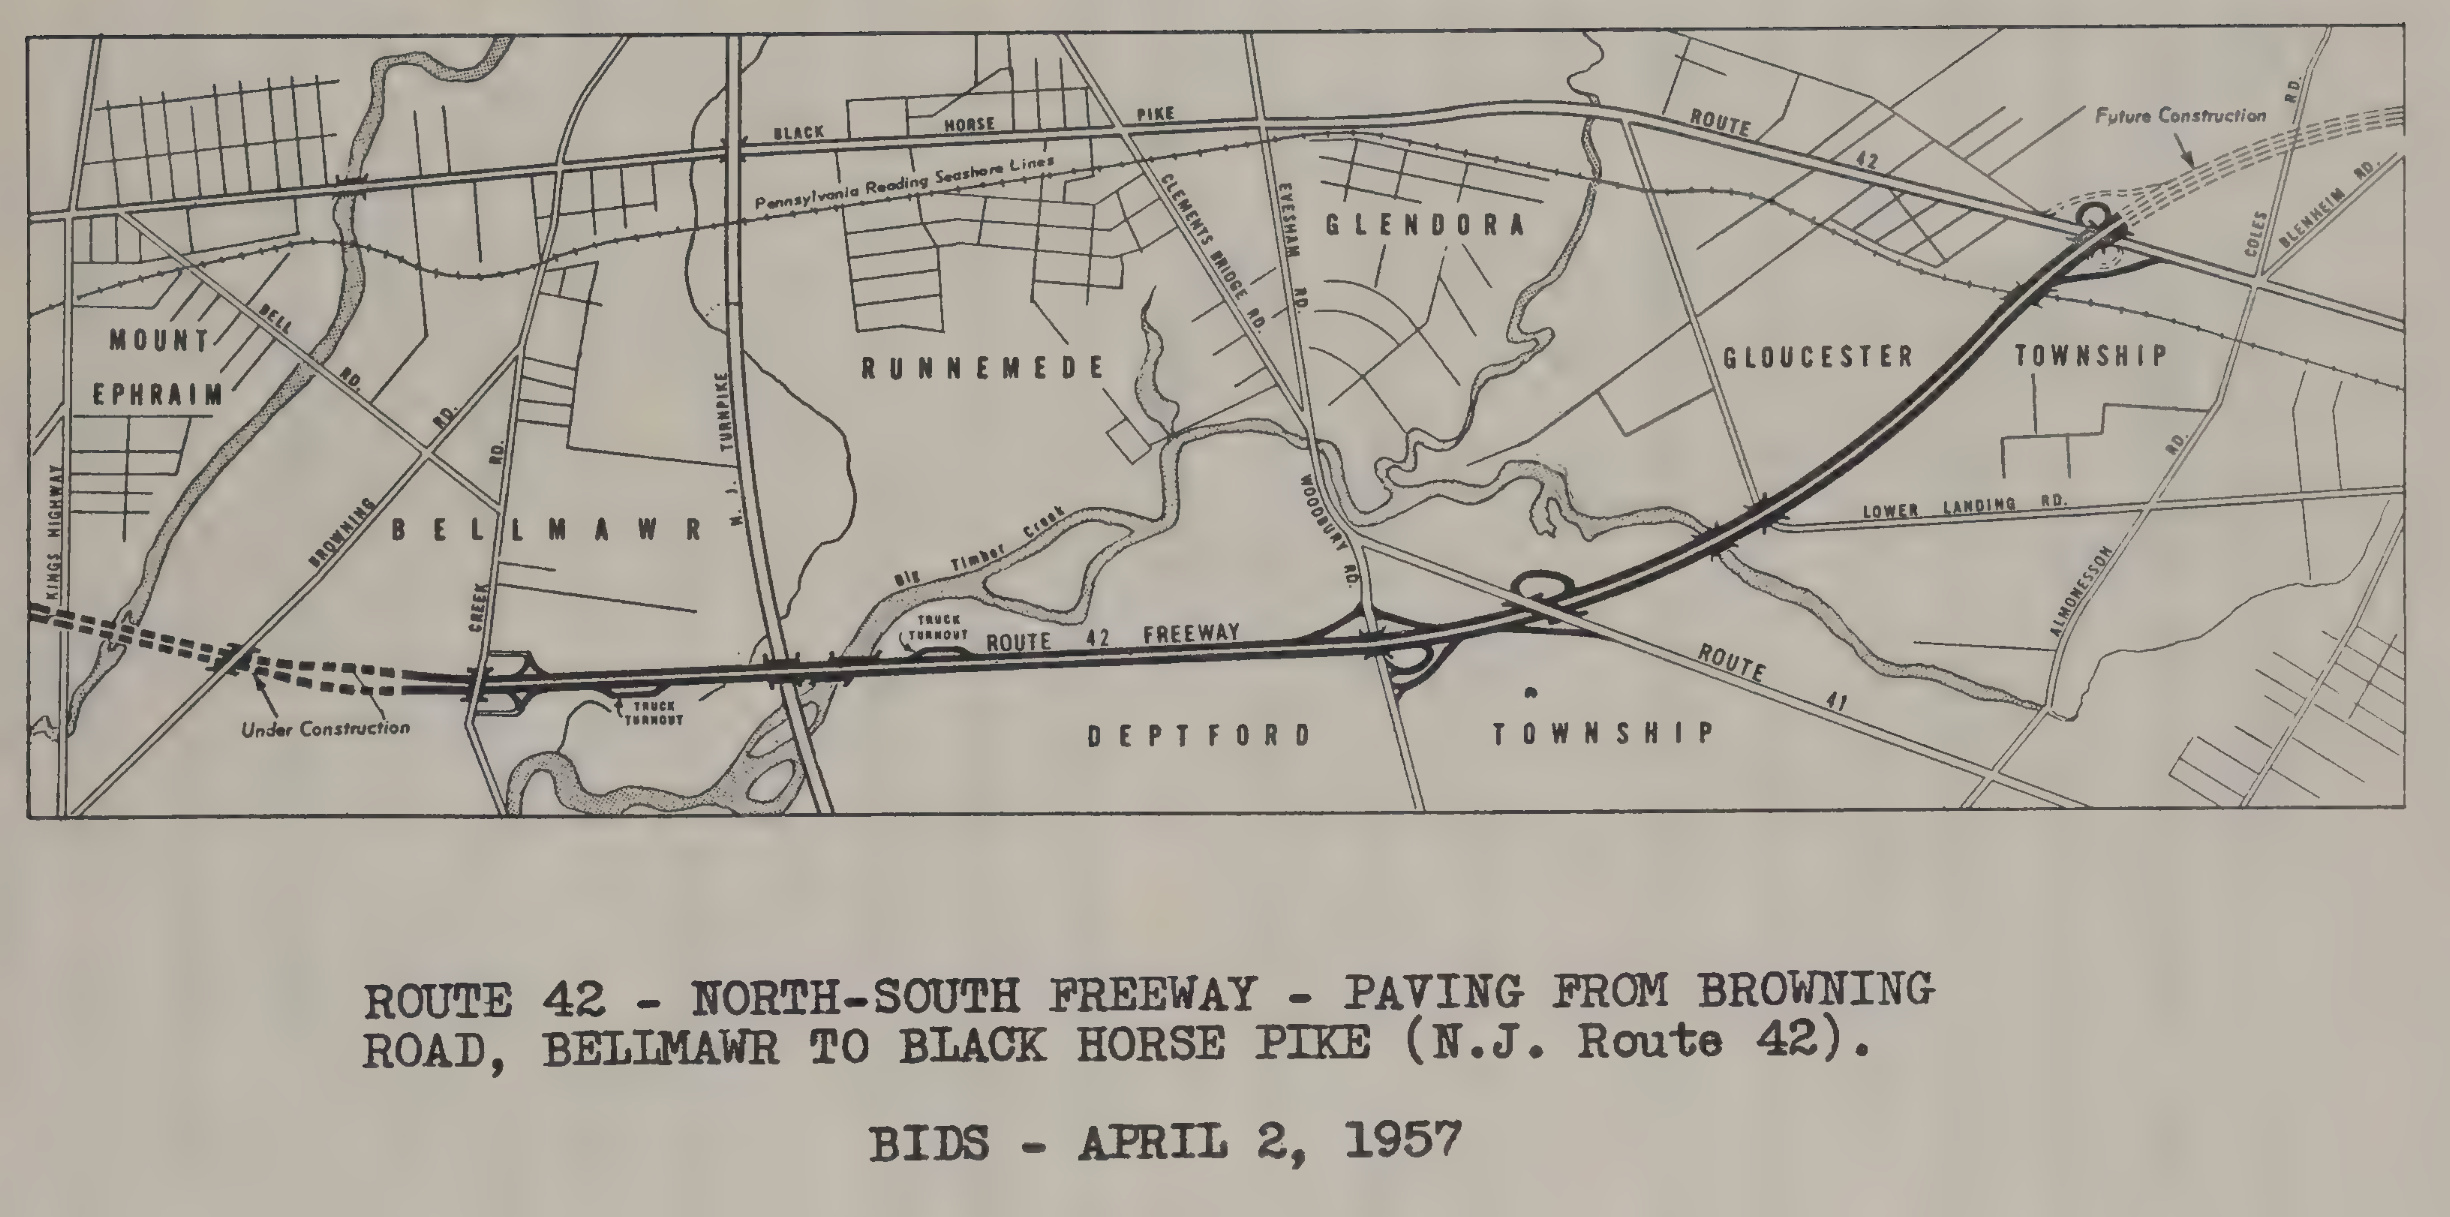 BLACK HORSE PIKE
ROUTE 42
Future Construction
COLES RD.
BLENHEIM RD.
Pennsylvania Reading Seashore Lines
CLEMENTS BRIDGE RD.
EVESHAM RD.
GLENDORA
MOUNT
EPHRAIM
BELL RD.
RUNNEMEDE
GLOUCESTER TOWNSHIP
N. J. TURNPIKE
KINGS HIGHWAY
BROWNING RD.
BELLMAWR
CREEK RD.
Big Timber Creek
WOODBURY RD.
LOWER LANDING RD.
ALMONESSON RD.
TRUCK
TURNOUT
ROUTE 42 FREEWAY
ROUTE 41
Under Construction
TRUCK
TURNOUT
DEPTFORD TOWNSHIP
ROUTE 42 - NORTH-SOUTH FREEWAY - PAVING FROM BROWNING
ROAD, BELLMAWR TO BLACK HORSE PIKE (N.J. Route 42).
BIDS - APRIL 2, 1957